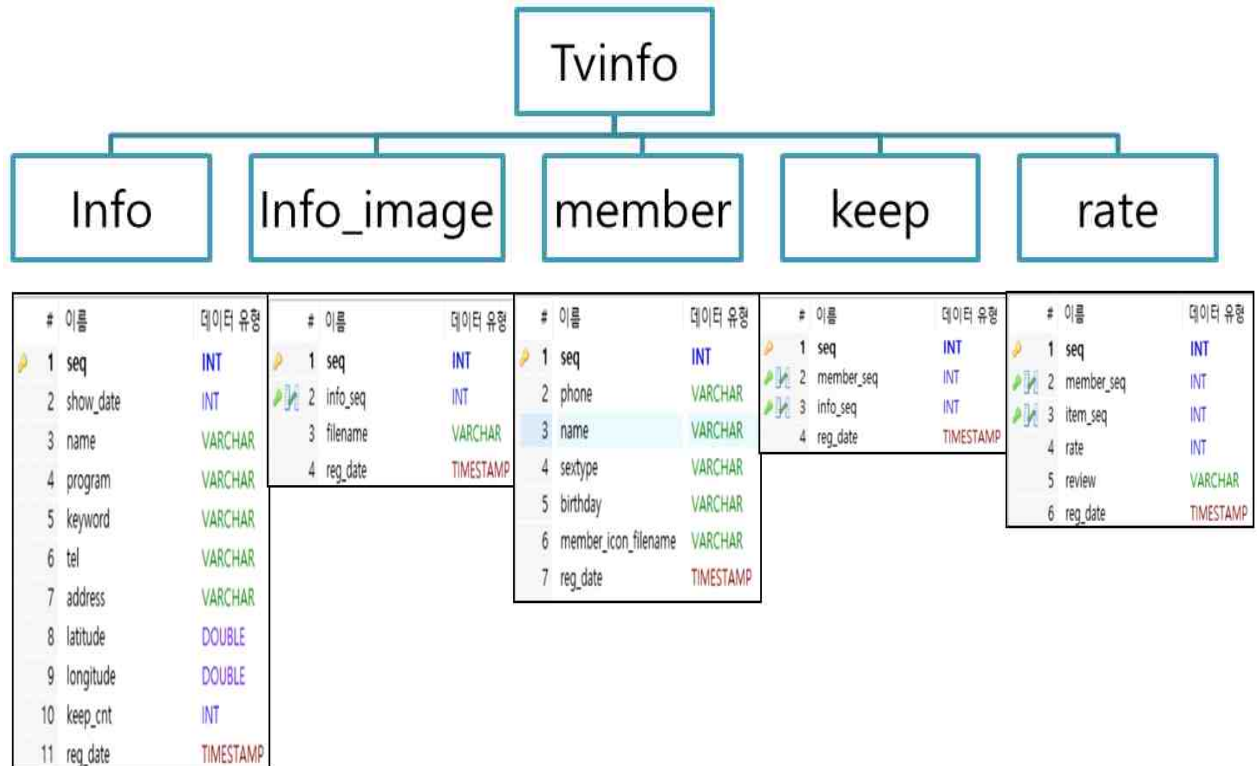 Tvinfo
Info
Info_image
member
keep
rate
# 이름 데이터 유형
1 seq INT
2 show_date INT
3 name VARCHAR
4 program VARCHAR
5 keyword VARCHAR
6 tel VARCHAR
7 address VARCHAR
8 latitude DOUBLE
9 longitude DOUBLE
10 keep_cnt INT
11 reg_date TIMESTAMP
# 이름 데이터 유형
1 seq INT
2 info_seq INT
3 filename VARCHAR
4 reg_date TIMESTAMP
# 이름 데이터 유형
1 seq INT
2 phone VARCHAR
3 name VARCHAR
4 sextype VARCHAR
5 birthday VARCHAR
6 member_icon_filename VARCHAR
7 reg_date TIMESTAMP
# 이름 데이터 유형
1 seq INT
2 member_seq INT
3 info_seq INT
4 reg_date TIMESTAMP
# 이름 데이터 유형
1 seq INT
2 member_seq INT
3 item_seq INT
4 rate INT
5 review VARCHAR
6 reg_date TIMESTAMP